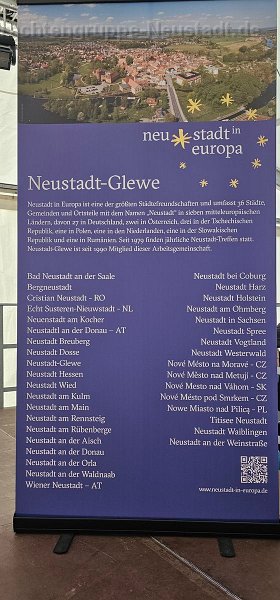 chtengruppe-Neustadt.de
neu stadt in
europa
Neustadt-Glewe
Neustadt in Europa ist eine der größten Städtefreundschaften und umfasst 36 Städte,
Gemeinden und Ortsteile mit dem Namen „Neustadt" in sieben mitteleuropäischen
Ländern, davon 27 in Deutschland, zwei in Österreich, drei in der Tschechischen
Republik, eine in Polen, eine in den Niederlanden, eine in der Slowakischen
Republik und eine in Rumänien. Seit 1979 finden jährliche Neustadt-Treffen statt.
Neustadt-Glewe ist seit 1990 Mitglied dieser Arbeitsgemeinschaft.
Bad Neustadt an der Saale
Bergneustadt
Cristian Neustadt - RO
Echt Susteren-Nieuwstadt - NL
Neuenstadt am Kocher
Neustadtl an der Donau – AT
Neustadt Breuberg
Neustadt Dosse
Neustadt-Glewe
Neustadt Hessen
Neustadt Wied
Neustadt am Kulm
Neustadt am Main
Neustadt am Rennsteig
Neustadt am Rübenberge
Neustadt an der Aisch
Neustadt an der Donau
Neustadt an der Orla
Neustadt an der Waldnaab
Wiener Neustadt – AT
Neustadt bei Coburg
Neustadt Harz
Neustadt Holstein
Neustadt am Ohmberg
Neustadt in Sachsen
Neustadt Spree
Neustadt Vogtland
Neustadt Westerwald
Nové Město na Moravě - CZ
Nové Město nad Metují - CZ
Nové Mesto nad Váhom - SK
Nové Město pod Smrkem - CZ
Nowe Miasto nad Pilicą - PL
Titisee Neustadt
Neustadt Waiblingen
Neustadt an der Weinstraße
www.neustadt-in-europa.de